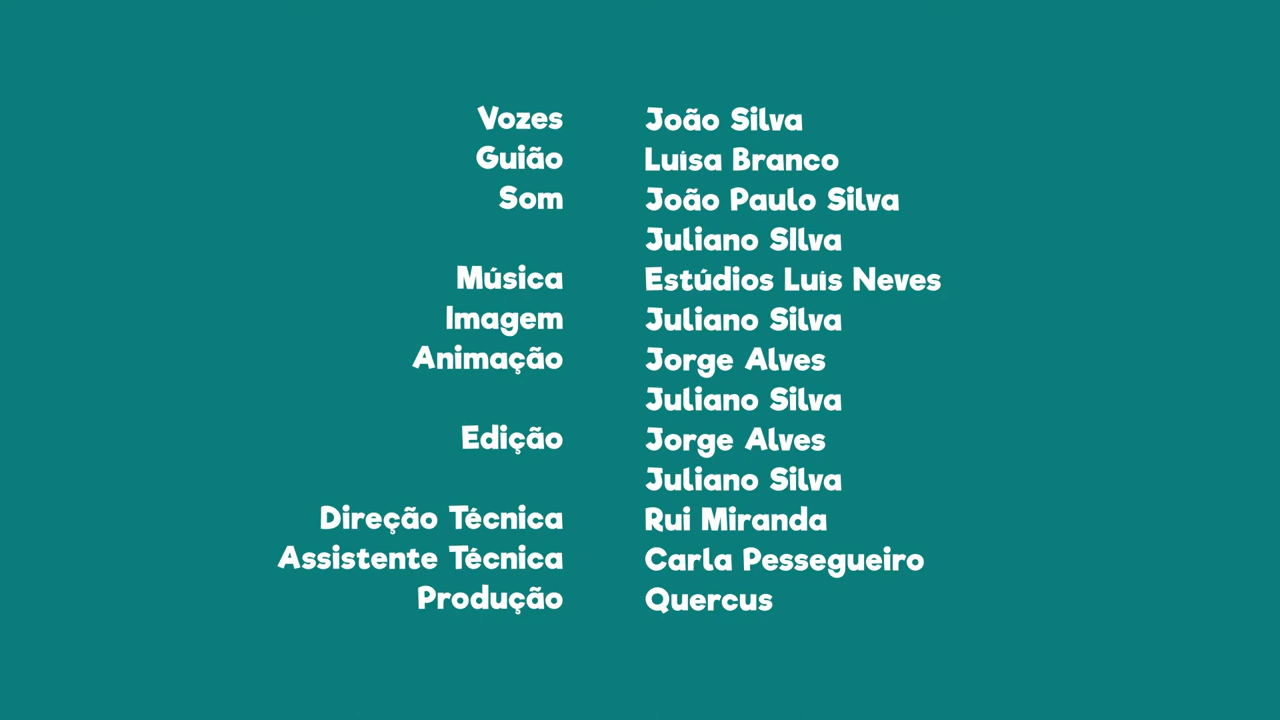 Vozes João Silva
Guião Luísa Branco
Som João Paulo Silva
Juliano SIlva
Música Estúdios Luís Neves
Imagem Juliano Silva
Animação Jorge Alves
Juliano Silva
Edição Jorge Alves
Juliano Silva
Direção Técnica Rui Miranda
Assistente Técnica Carla Pessegueiro
Produção Quercus